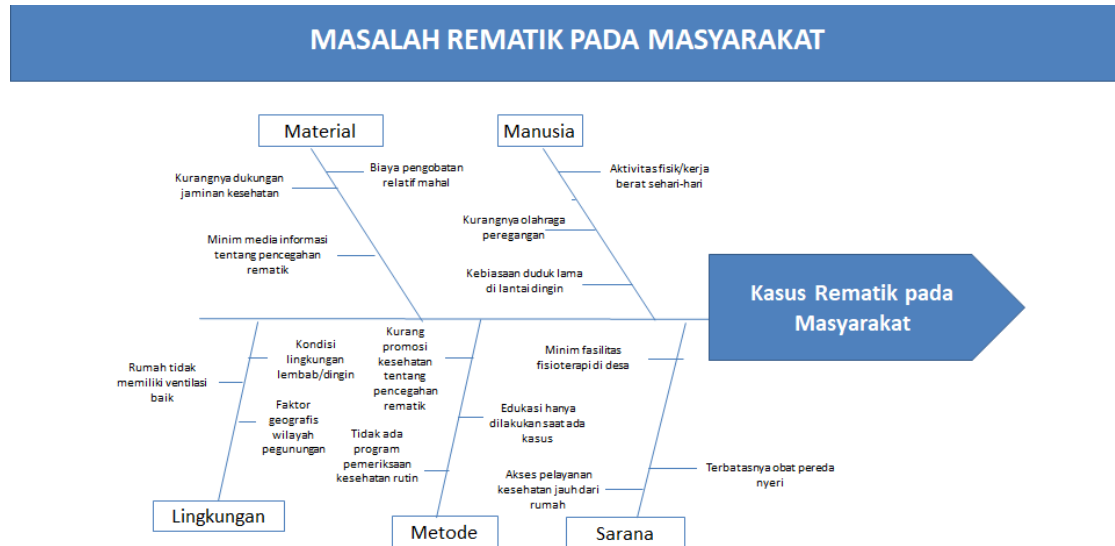 MASALAH REMATIK PADA MASYARAKAT
Material
Biaya pengobatan
relatif mahal
Kurangnya dukungan
jaminan kesehatan
Minim media informasi
tentang pencegahan
rematik
Manusia
Aktivitas fisik/kerja
berat sehari-hari
Kurangnya olahraga
peregangan
Kebiasaan duduk lama
di lantai dingin
Kasus Rematik pada
Masyarakat
Kondisi
lingkungan
lembab/dingin
Rumah tidak
memiliki ventilasi
baik
Faktor
geografis
wilayah
pegunungan
Lingkungan
Kurang
promosi
kesehatan
tentang
pencegahan
rematik
Edukasi hanya
dilakukan saat ada
kasus
Tidak ada
program
pemeriksaan
kesehatan rutin
Metode
Minim fasilitas
fisioterapi di desa
Terbatasnya obat pereda
nyeri
Akses pelayanan
kesehatan jauh dari
rumah
Sarana